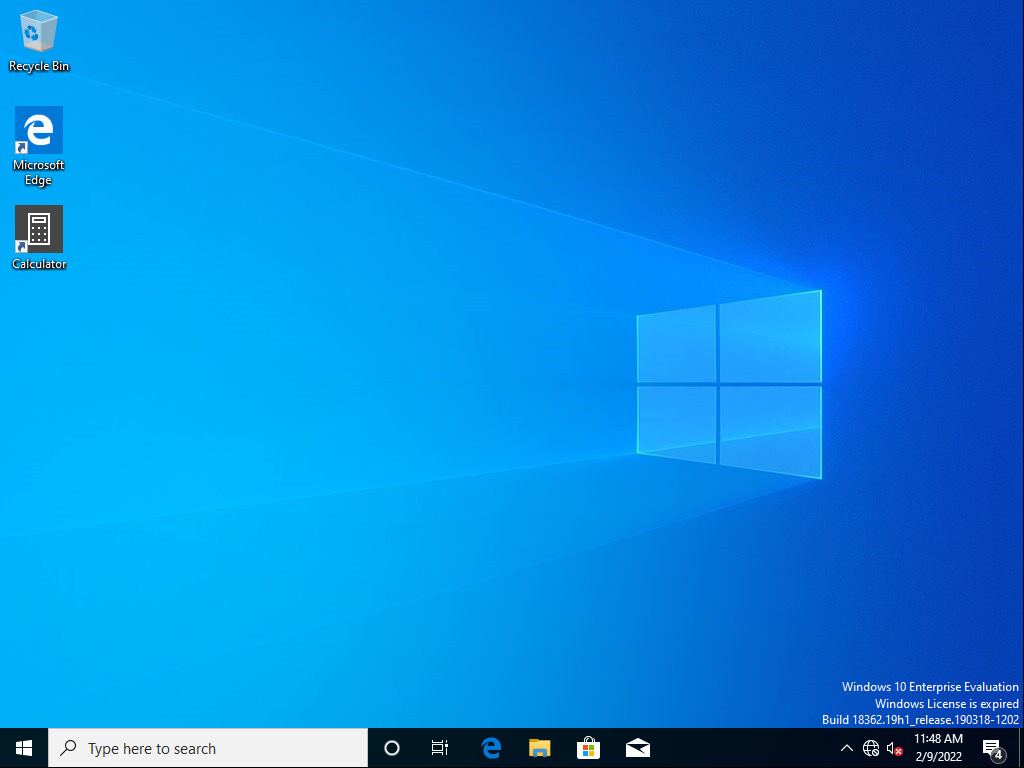 Recycle Bin
Microsoft
Edge
Calculator
Windows 10 Enterprise Evaluation
Windows License is expired
Build 18362.19h1_release.190318-1202
Type here to search
11:48 AM
2/9/2022
4